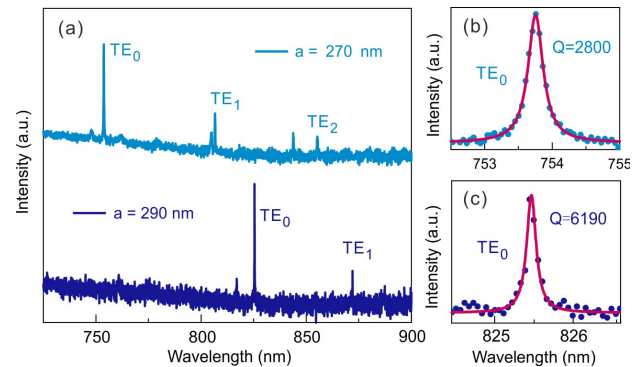 (a)
TE0
a = 270 nm
TE1
TE2
a = 290 nm
TE0
TE1
Intensity (a.u.)
750 800 850 900
Wavelength (nm)
(b)
Q=2800
TE0
Intensity (a.u.)
753 754 755
(c)
Q=6190
TE0
Intensity (a.u.)
825 826
Wavelength (nm)